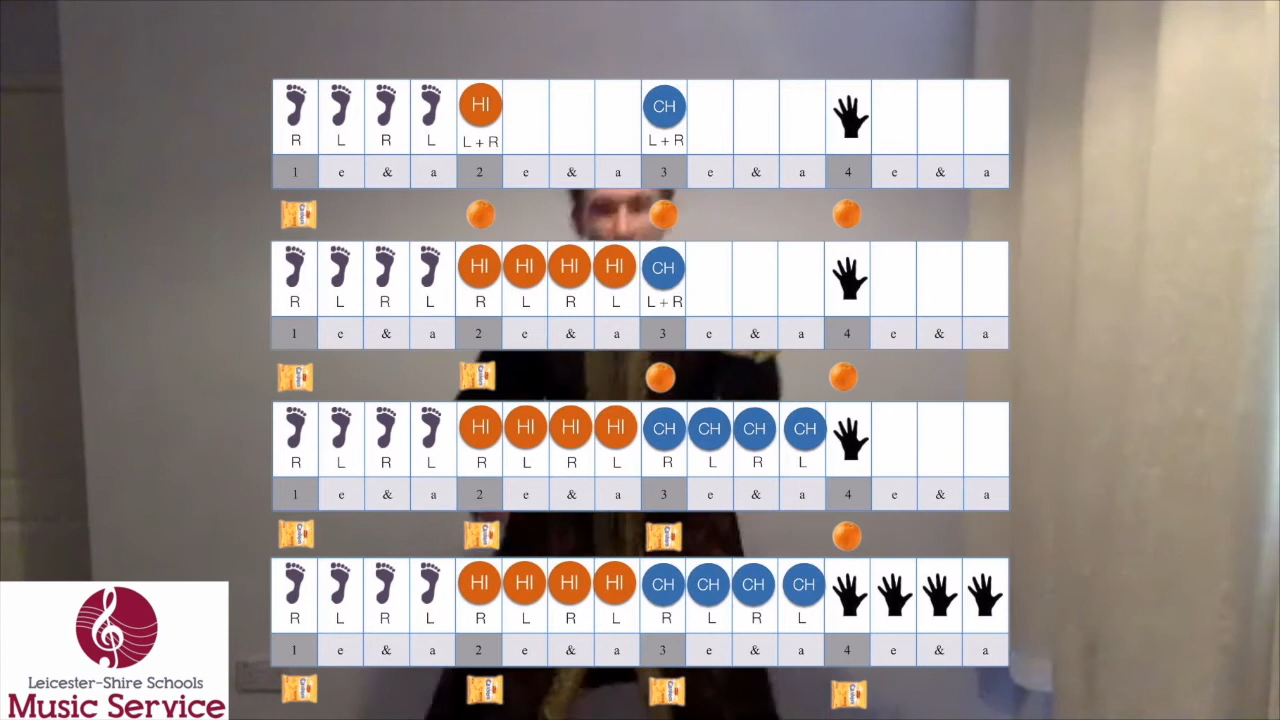 HI CH
R L R L L + R L + R
1 e & a 2 e & a 3 e & a 4 e & a
HI HI HI HI CH
R L R L R L R L L + R
1 e & a 2 e & a 3 e & a 4 e & a
HI HI HI HI CH CH CH CH
R L R L R L R L R L R L
1 e & a 2 e & a 3 e & a 4 e & a
HI HI HI HI CH CH CH CH
R L R L R L R L R L R L
1 e & a 2 e & a 3 e & a 4 e & a
Leicester-Shire Schools
Music Service